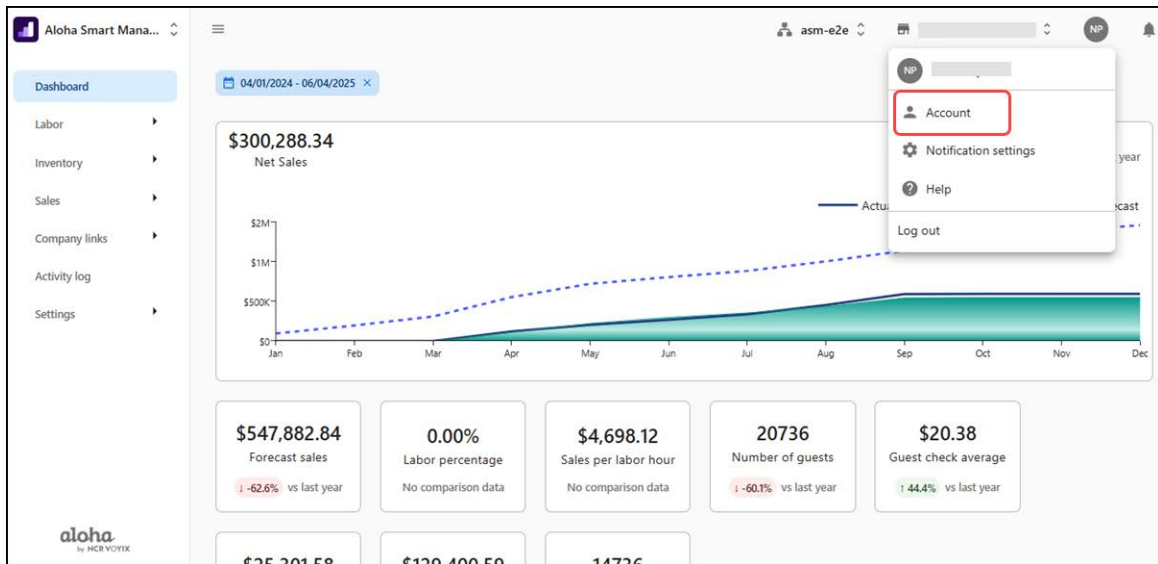 Aloha Smart Mana...
asm-e2e
NP
Dashboard
Labor
Inventory
Sales
Company links
Activity log
Settings
aloha
by NCR VOYIX
04/01/2024 - 06/04/2025 ×
NP
Account
Notification settings
Help
Log out
$300,288.34
Net Sales
year
Actu
ecast
$2M
$1M
$500K
$0
Jan Feb Mar Apr May Jun Jul Aug Sep Oct Nov Dec
$547,882.84
Forecast sales
↓ -62.6% vs last year
0.00%
Labor percentage
No comparison data
$4,698.12
Sales per labor hour
No comparison data
20736
Number of guests
↓ -60.1% vs last year
$20.38
Guest check average
↑ 44.4% vs last year